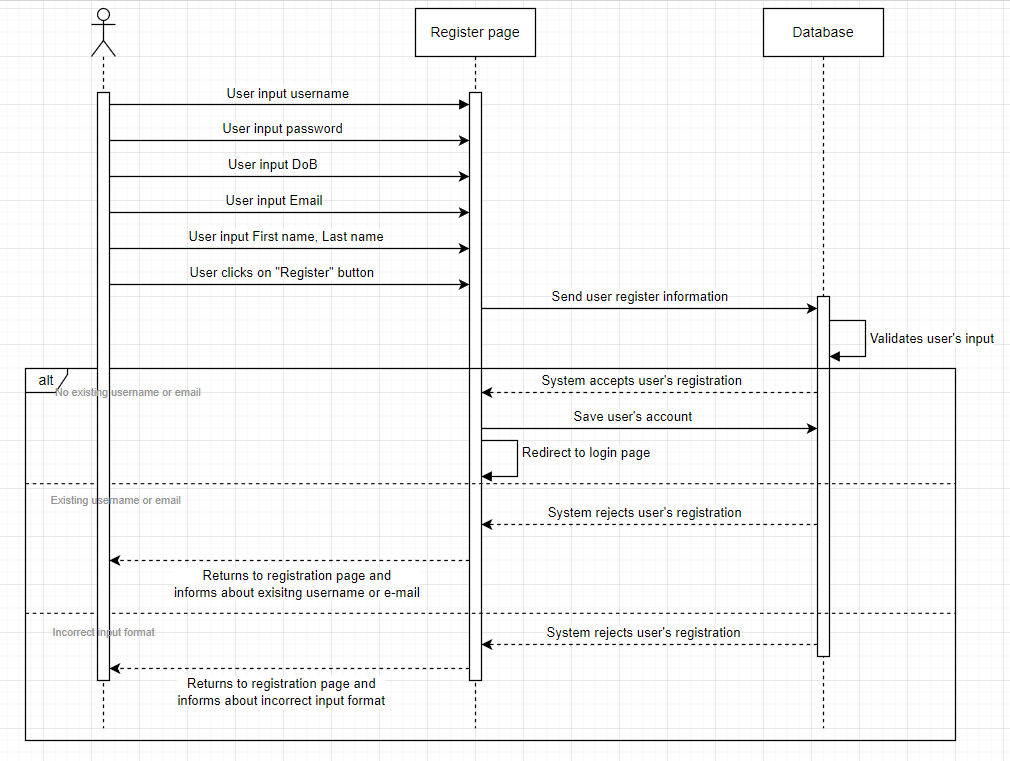 Register page
Database
User input username
User input password
User input DoB
User input Email
User input First name, Last name
User clicks on "Register" button
Send user register information
Validates user's input
alt
System accepts user's registration
No existing username or email
Save user's account
Redirect to login page
Existing username or email
System rejects user's registration
Returns to registration page and
informs about exisitng username or e-mail
Incorrect input format
System rejects user's registration
Returns to registration page and
informs about incorrect input format